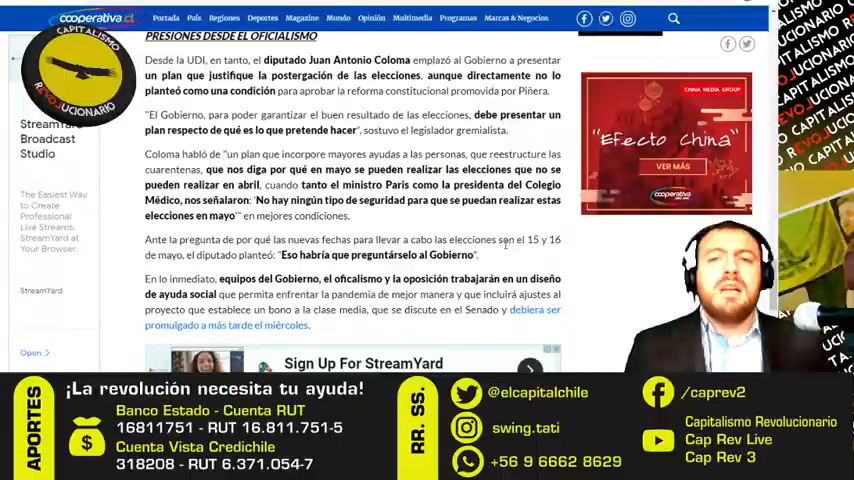 cooperativa.cl
Portada País Regiones Deportes Magazine Mundo Opinión Multimedia Programas Marcas & Negocios
PRESIONES DESDE EL OFICIALISMO
Desde la UDI, en tanto, el diputado Juan Antonio Coloma emplazó al Gobierno a presentar
un plan que justifique la postergación de las elecciones, aunque directamente no lo
planteó como una condición para aprobar la reforma constitucional promovida por Piñera.
"El Gobierno, para poder garantizar el buen resultado de las elecciones, debe presentar un
plan respecto de qué es lo que pretende hacer", sostuvo el legislador gremialista.
Coloma habló de "un plan que incorpore mayores ayudas a las personas, que reestructure las
cuarentenas, que nos diga por qué en mayo se pueden realizar las elecciones que no se
pueden realizar en abril, cuando tanto el ministro Paris como la presidenta del Colegio
Médico, nos señalaron: 'No hay ningún tipo de seguridad para que se puedan realizar estas
elecciones en mayo'" en mejores condiciones.
Ante la pregunta de por qué las nuevas fechas para llevar a cabo las elecciones son el 15 y 16
de mayo, el diputado planteó: "Eso habría que preguntárselo al Gobierno".
En lo inmediato, equipos del Gobierno, el oficalismo y la oposición trabajarán en un diseño
de ayuda social que permita enfrentar la pandemia de mejor manera y que incluirá ajustes al
proyecto que establece un bono a la clase media, que se discute en el Senado y debiera ser
promulgado a más tarde el miércoles.
Sign Up For StreamYard
CAPITALISMO
REVOLUCIONARIO
StreamYard
Broadcast
Studio
The Easiest Way
to Create
Professional
Live Streams.
StreamYard is
Your Browser.
StreamYard
Open >
CHINA MEDIA GROUP
"Efecto China"
VER MÁS
cooperativa
APORTES
¡La revolución necesita tu ayuda!
Banco Estado - Cuenta RUT
16811751 - RUT 16.811.751-5
Cuenta Vista Credichile
318208 - RUT 6.371.054-7
RR. SS.
@elcapitalchile
swing.tati
+56 9 6662 8629
/caprev2
Capitalismo Revolucionario
Cap Rev Live
Cap Rev 3